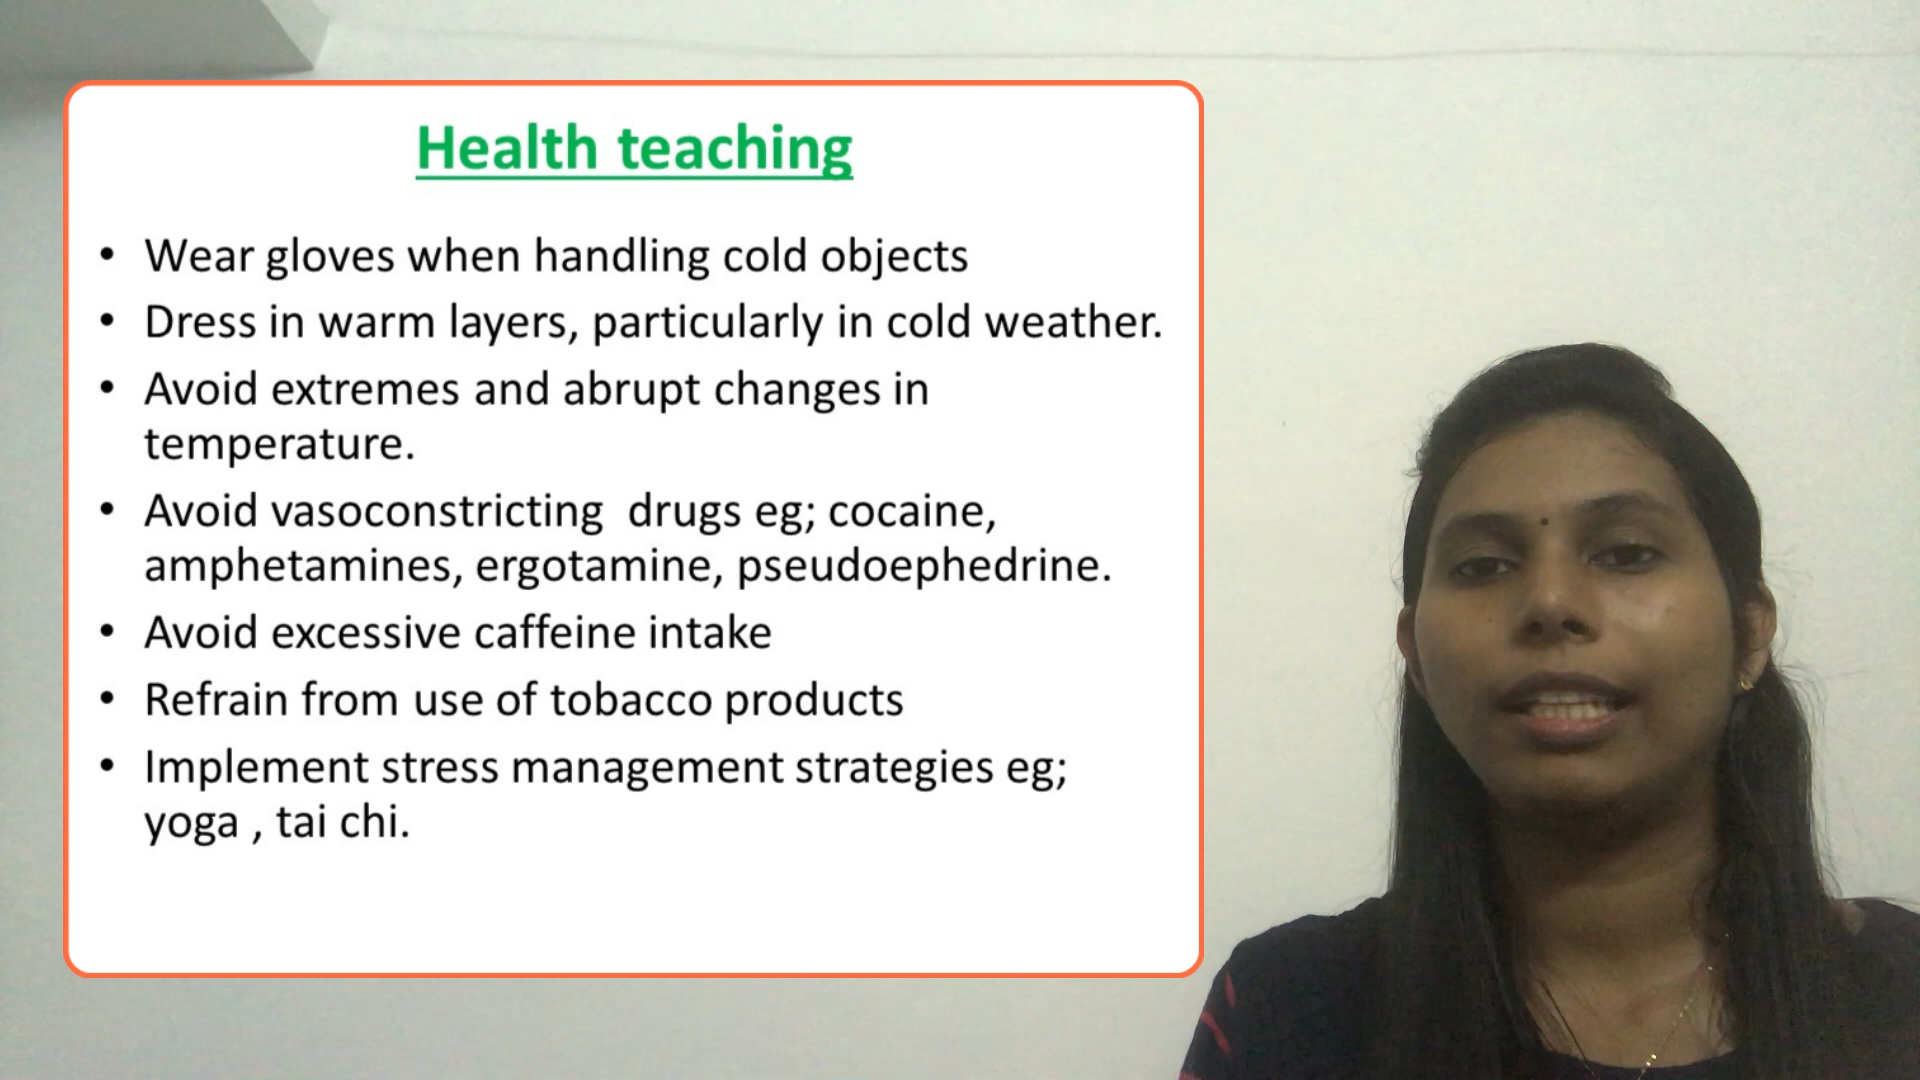 Health teaching
• Wear gloves when handling cold objects
• Dress in warm layers, particularly in cold weather.
• Avoid extremes and abrupt changes in
temperature.
• Avoid vasoconstricting  drugs eg; cocaine,
amphetamines, ergotamine, pseudoephedrine.
• Avoid excessive caffeine intake
• Refrain from use of tobacco products
• Implement stress management strategies eg;
yoga , tai chi.